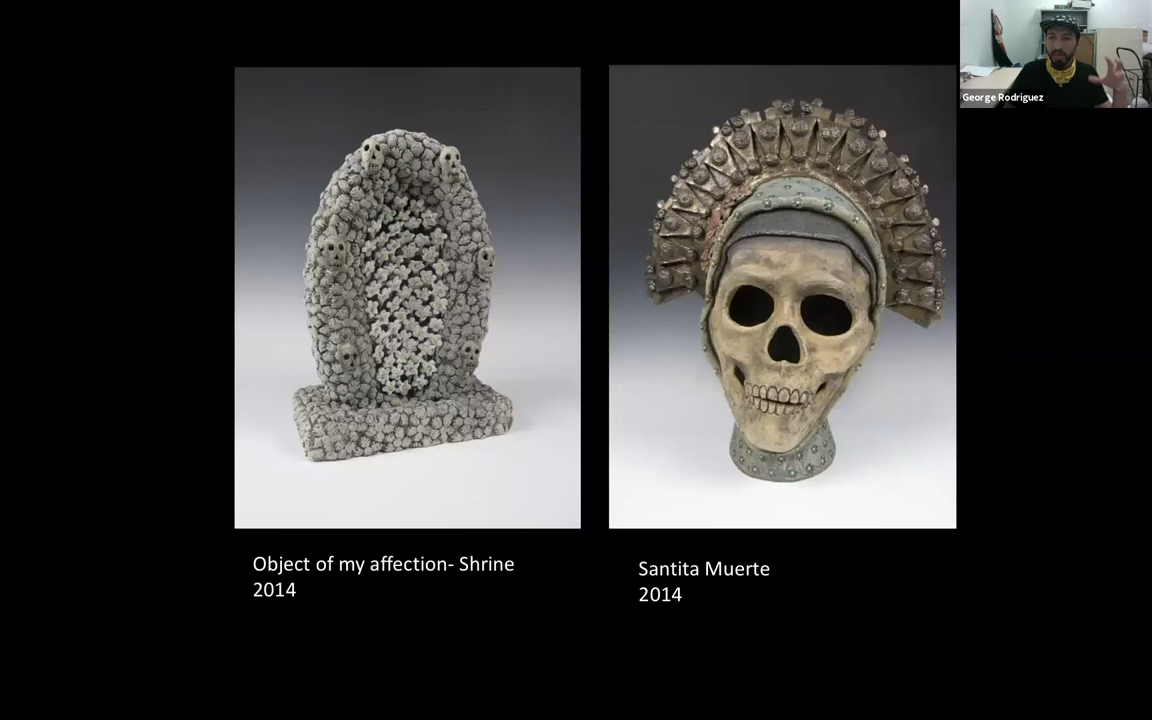 George Rodriguez
Object of my affection- Shrine
2014
Santita Muerte
2014